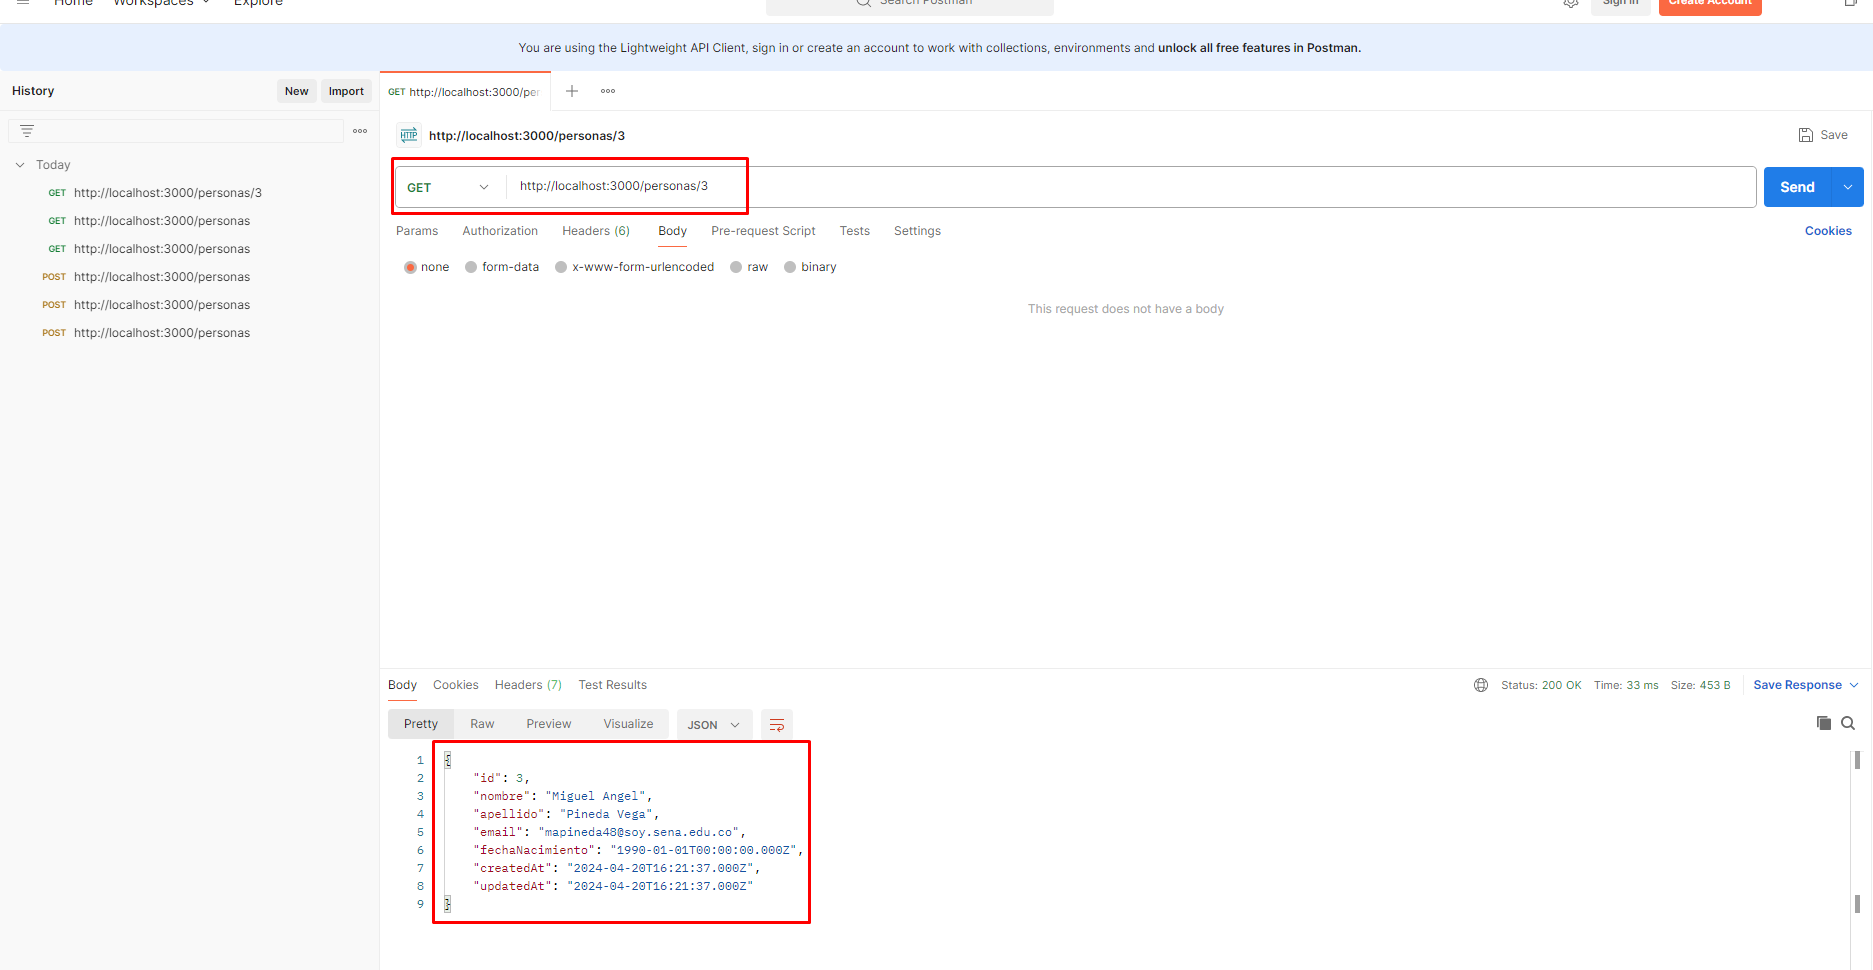 Home Workspaces Explore Search Postman Sign in Create Account
You are using the Lightweight API Client, sign in or create an account to work with collections, environments and unlock all free features in Postman.
History New Import
GET http://localhost:3000/per
Today
GET http://localhost:3000/personas/3
GET http://localhost:3000/personas
GET http://localhost:3000/personas
POST http://localhost:3000/personas
POST http://localhost:3000/personas
POST http://localhost:3000/personas
HTTP http://localhost:3000/personas/3 Save
GET http://localhost:3000/personas/3 Send
Params Authorization Headers (6) Body Pre-request Script Tests Settings Cookies
none form-data x-www-form-urlencoded raw binary
This request does not have a body
Body Cookies Headers (7) Test Results Status: 200 OK Time: 33 ms Size: 453 B Save Response
Pretty Raw Preview Visualize JSON
1 {
2 "id": 3,
3 "nombre": "Miguel Angel",
4 "apellido": "Pineda Vega",
5 "email": "mapineda48@soy.sena.edu.co",
6 "fechaNacimiento": "1990-01-01T00:00:00.000Z",
7 "createdAt": "2024-04-20T16:21:37.000Z",
8 "updatedAt": "2024-04-20T16:21:37.000Z"
9 }